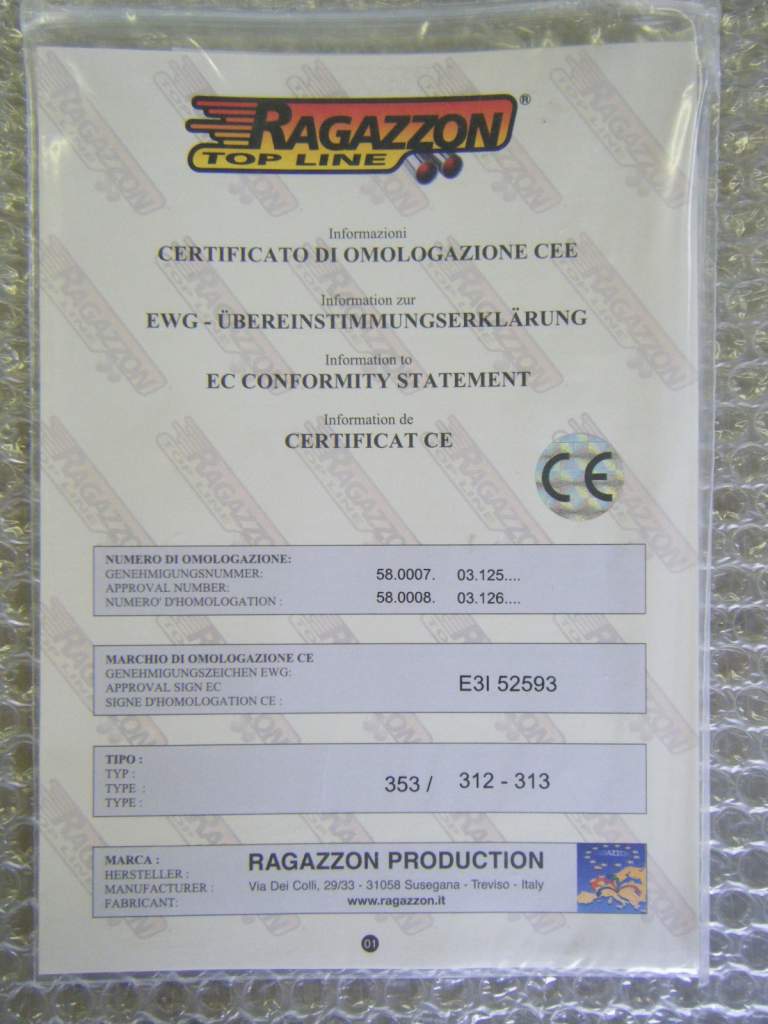 RAGAZZON®
TOP LINE
Informazioni
CERTIFICATO DI OMOLOGAZIONE CEE
Information zur
EWG - ÜBEREINSTIMMUNGSERKLÄRUNG
Information to
EC CONFORMITY STATEMENT
Information de
CERTIFICAT CE
CE
NUMERO DI OMOLOGAZIONE:
GENEHMIGUNGSNUMMER: 58.0007. 03.125....
APPROVAL NUMBER:
NUMERO' D'HOMOLOGATION : 58.0008. 03.126....
MARCHIO DI OMOLOGAZIONE CE
GENEHMIGUNGSZEICHEN EWG:
APPROVAL SIGN EC E3I 52593
SIGNE D'HOMOLOGATION CE :
TIPO :
TYP :
TYPE : 353 / 312 - 313
TYPE :
MARCA : RAGAZZON PRODUCTION
HERSTELLER :
MANUFACTURER : Via Dei Colli, 29/33 - 31058 Susegana - Treviso - Italy
FABRICANT: www.ragazzon.it
01